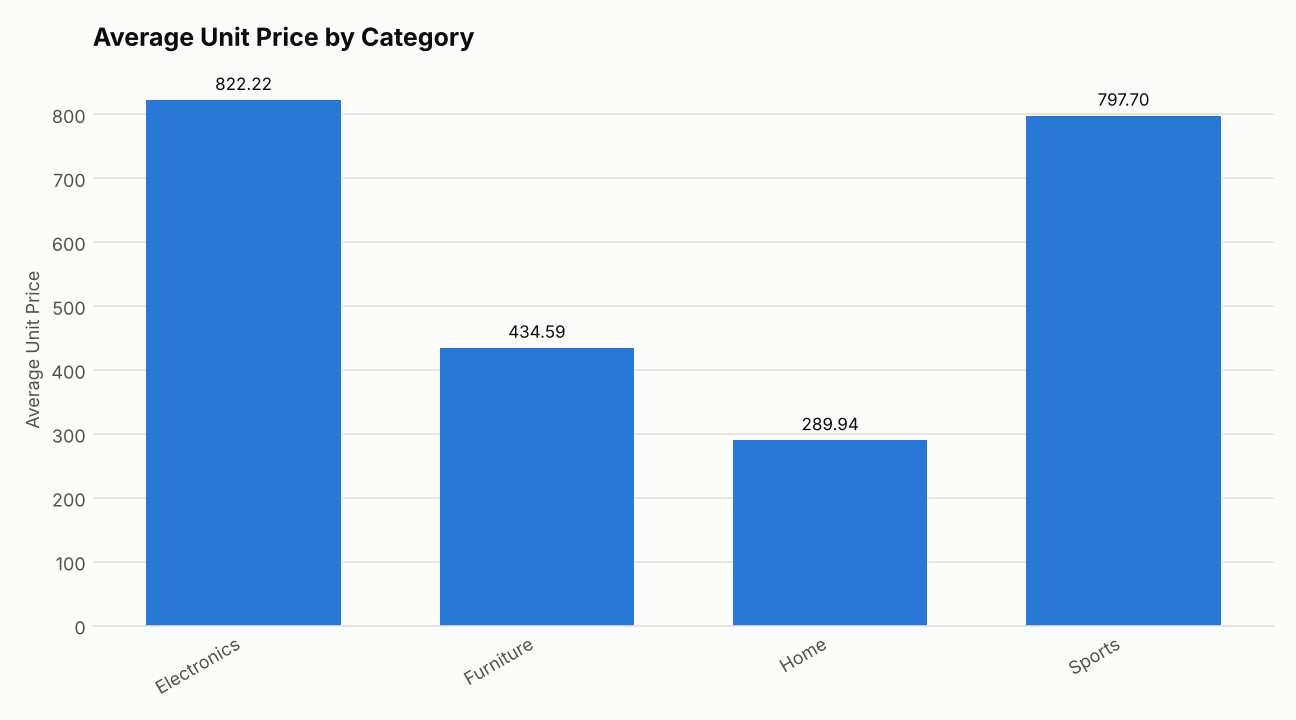 Average Unit Price by Category
822.22
797.70
800
700
600
500
434.59
400
289.94
300
200
100
0
Average Unit Price
Electronics
Furniture
Home
Sports